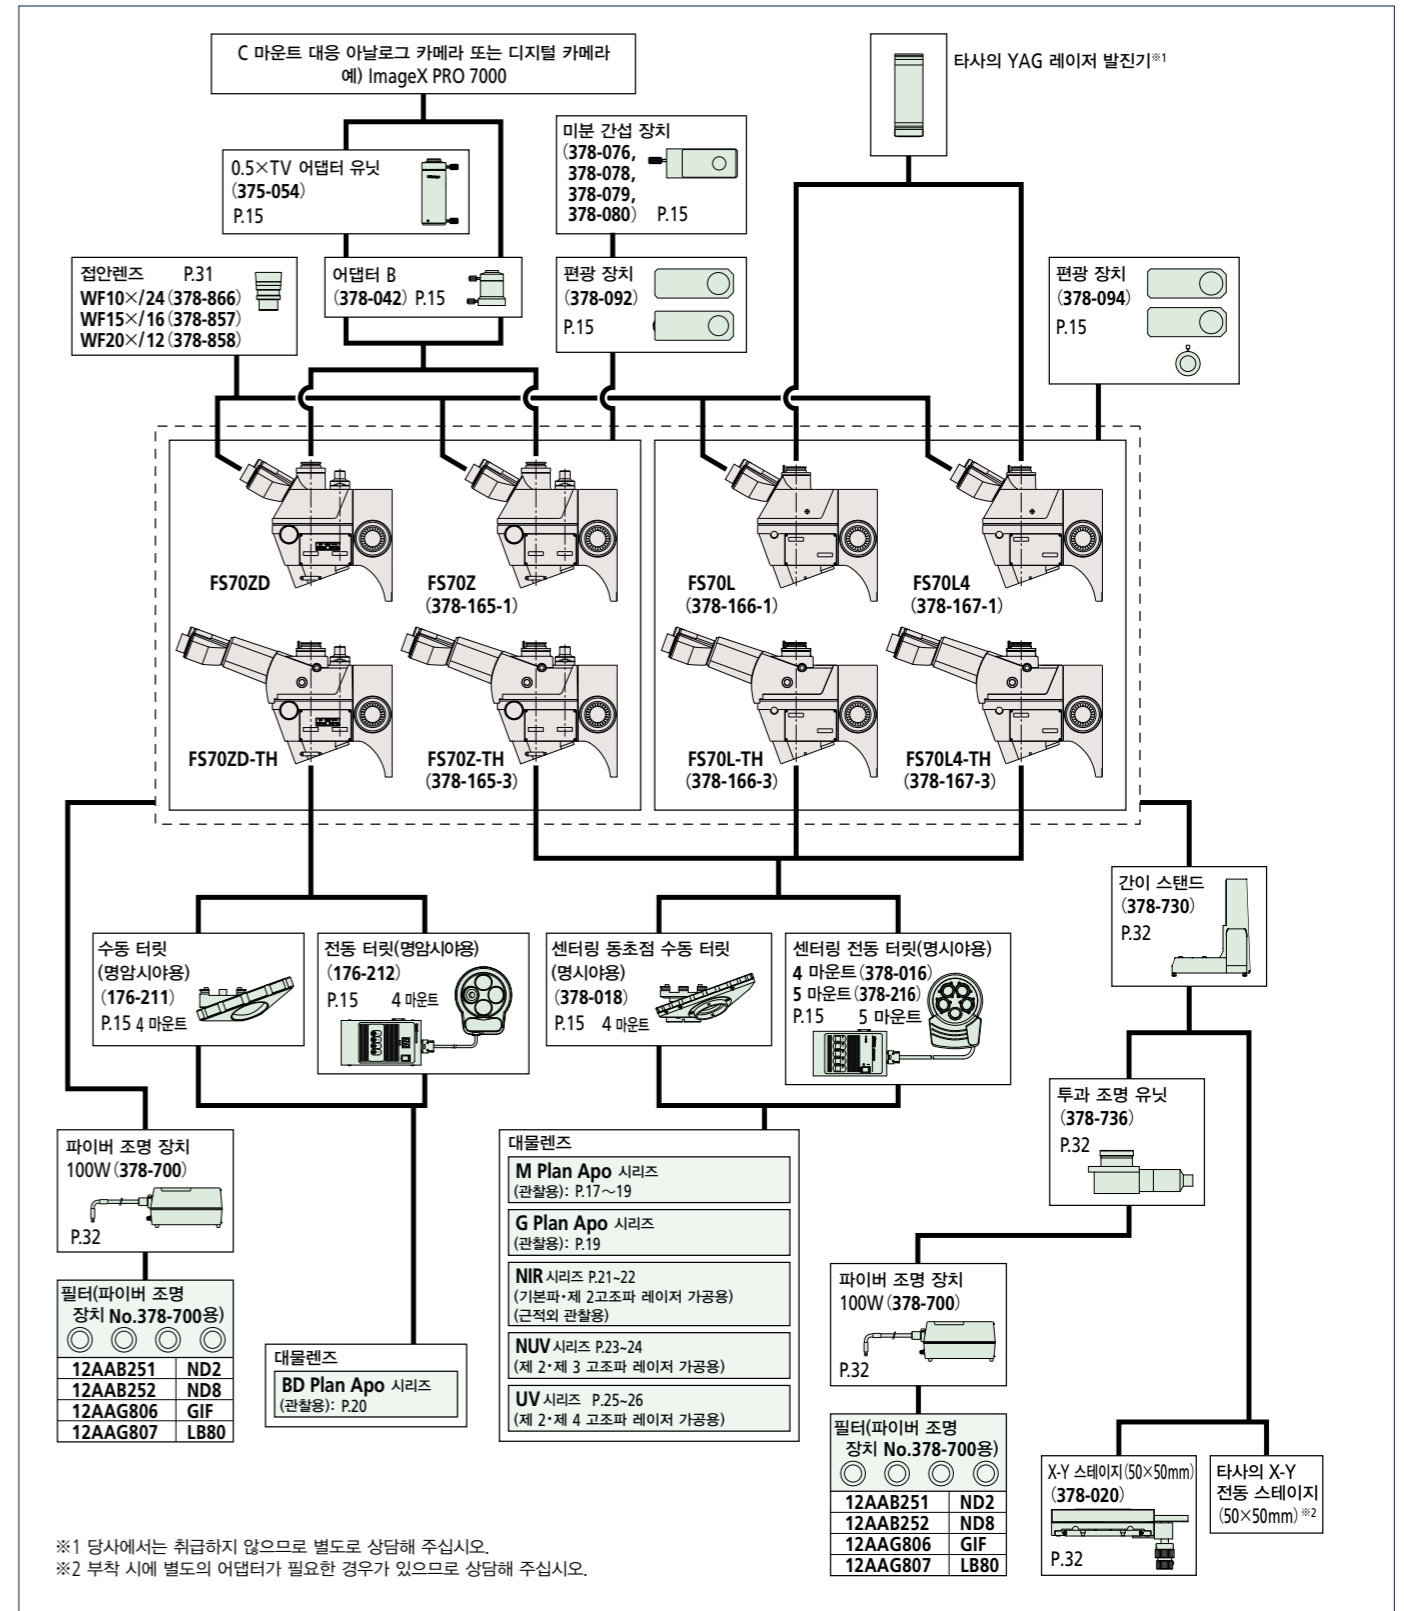 C 마운트 대응 아날로그 카메라 또는 디지털 카메라
예) ImageX PRO 7000
타사의 YAG 레이저 발진기※1
0.5×TV 어댑터 유닛
(375-054)
P.15
미분 간섭 장치
(378-076,
378-078,
378-079,
378-080) P.15
접안렌즈 P.31
WF10×/24 (378-866)
WF15×/16 (378-857)
WF20×/12 (378-858)
어댑터 B
(378-042) P.15
편광 장치
(378-092)
P.15
편광 장치
(378-094)
P.15
FS70ZD
FS70Z
(378-165-1)
FS70L
(378-166-1)
FS70L4
(378-167-1)
FS70ZD-TH
FS70Z-TH
(378-165-3)
FS70L-TH
(378-166-3)
FS70L4-TH
(378-167-3)
간이 스탠드
(378-730)
P.32
수동 터릿
(명암시야용)
(176-211)
P.15 4 마운트
전동 터릿(명암시야용)
(176-212)
P.15 4 마운트
센터링 동초점 수동 터릿
(명시야용)
(378-018)
P.15 4 마운트
센터링 전동 터릿(명시야용)
4 마운트(378-016)
5 마운트(378-216)
P.15 5 마운트
투과 조명 유닛
(378-736)
P.32
파이버 조명 장치
100W (378-700)
P.32
필터(파이버 조명
장치 No.378-700용)
12AAB251 ND2
12AAB252 ND8
12AAG806 GIF
12AAG807 LB80
대물렌즈
BD Plan Apo 시리즈
(관찰용): P.20
대물렌즈
M Plan Apo 시리즈
(관찰용): P.17～19
G Plan Apo 시리즈
(관찰용): P.19
NIR 시리즈 P.21~22
(기본파·제 2고조파 레이저 가공용)
(근적외 관찰용)
NUV 시리즈 P.23~24
(제 2·제 3 고조파 레이저 가공용)
UV 시리즈 P.25~26
(제 2·제 4 고조파 레이저 가공용)
파이버 조명 장치
100W (378-700)
P.32
필터(파이버 조명
장치 No.378-700용)
12AAB251 ND2
12AAB252 ND8
12AAG806 GIF
12AAG807 LB80
X-Y 스테이지(50×50mm)
(378-020)
P.32
타사의 X-Y
전동 스테이지
(50×50mm) ※2
※1 당사에서는 취급하지 않으므로 별도로 상담해 주십시오.
※2 부착 시에 별도의 어댑터가 필요한 경우가 있으므로 상담해 주십시오.